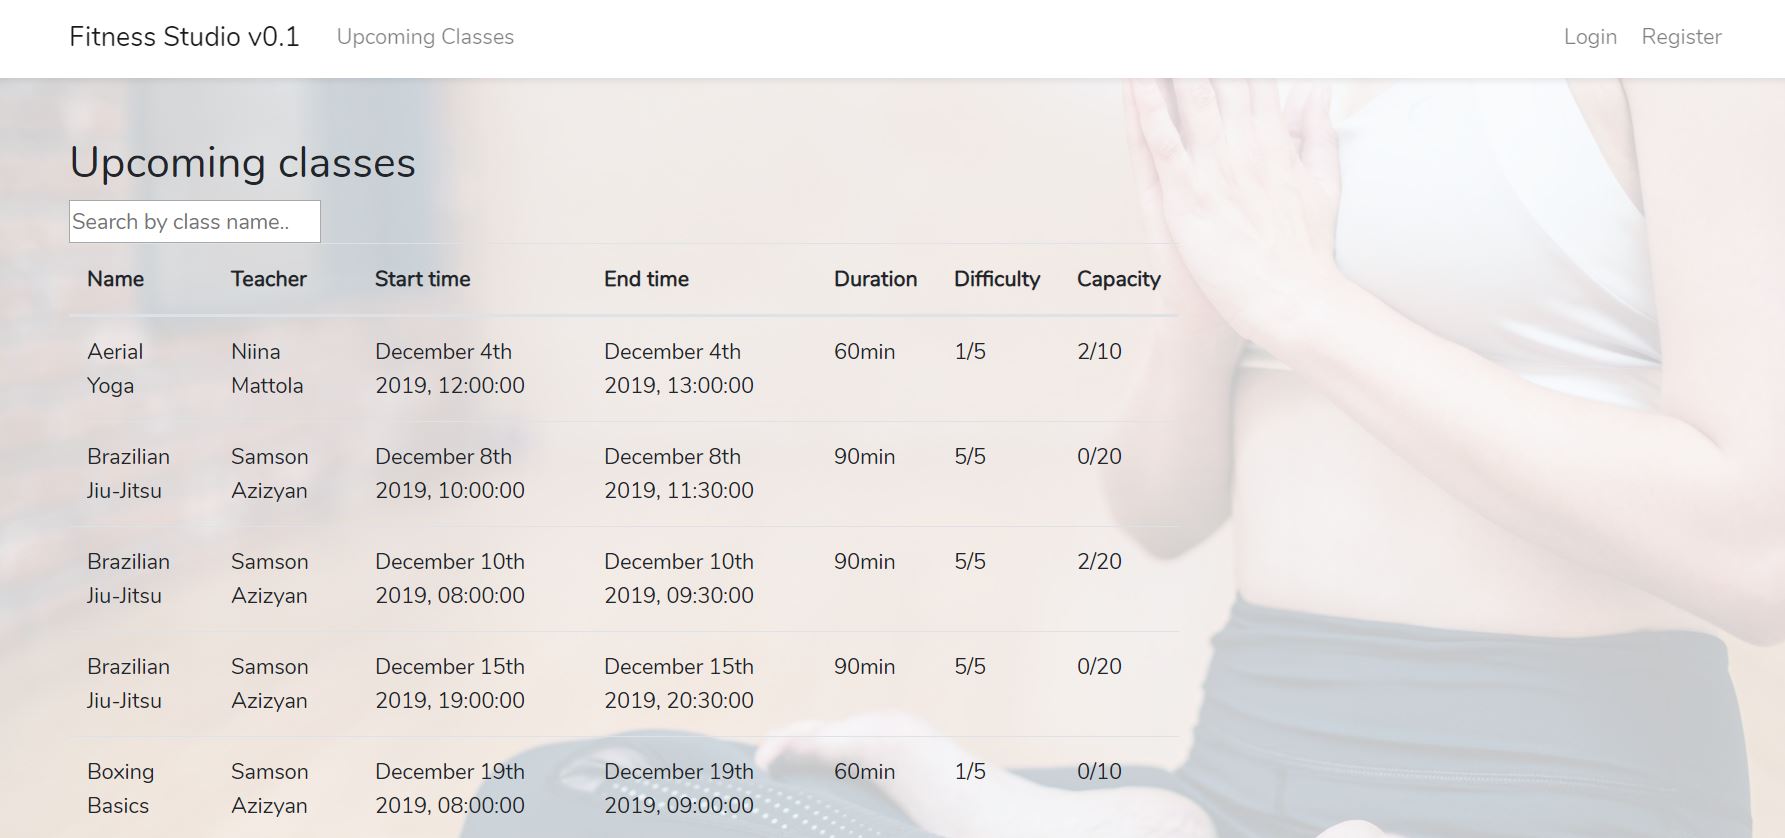 Fitness Studio v0.1 Upcoming Classes Login Register
Upcoming classes
Search by class name..
Name Teacher Start time End time Duration Difficulty Capacity
Aerial Niina December 4th December 4th 60min 1/5 2/10
Yoga Mattola 2019, 12:00:00 2019, 13:00:00
Brazilian Samson December 8th December 8th 90min 5/5 0/20
Jiu-Jitsu Azizyan 2019, 10:00:00 2019, 11:30:00
Brazilian Samson December 10th December 10th 90min 5/5 2/20
Jiu-Jitsu Azizyan 2019, 08:00:00 2019, 09:30:00
Brazilian Samson December 15th December 15th 90min 5/5 0/20
Jiu-Jitsu Azizyan 2019, 19:00:00 2019, 20:30:00
Boxing Samson December 19th December 19th 60min 1/5 0/10
Basics Azizyan 2019, 08:00:00 2019, 09:00:00